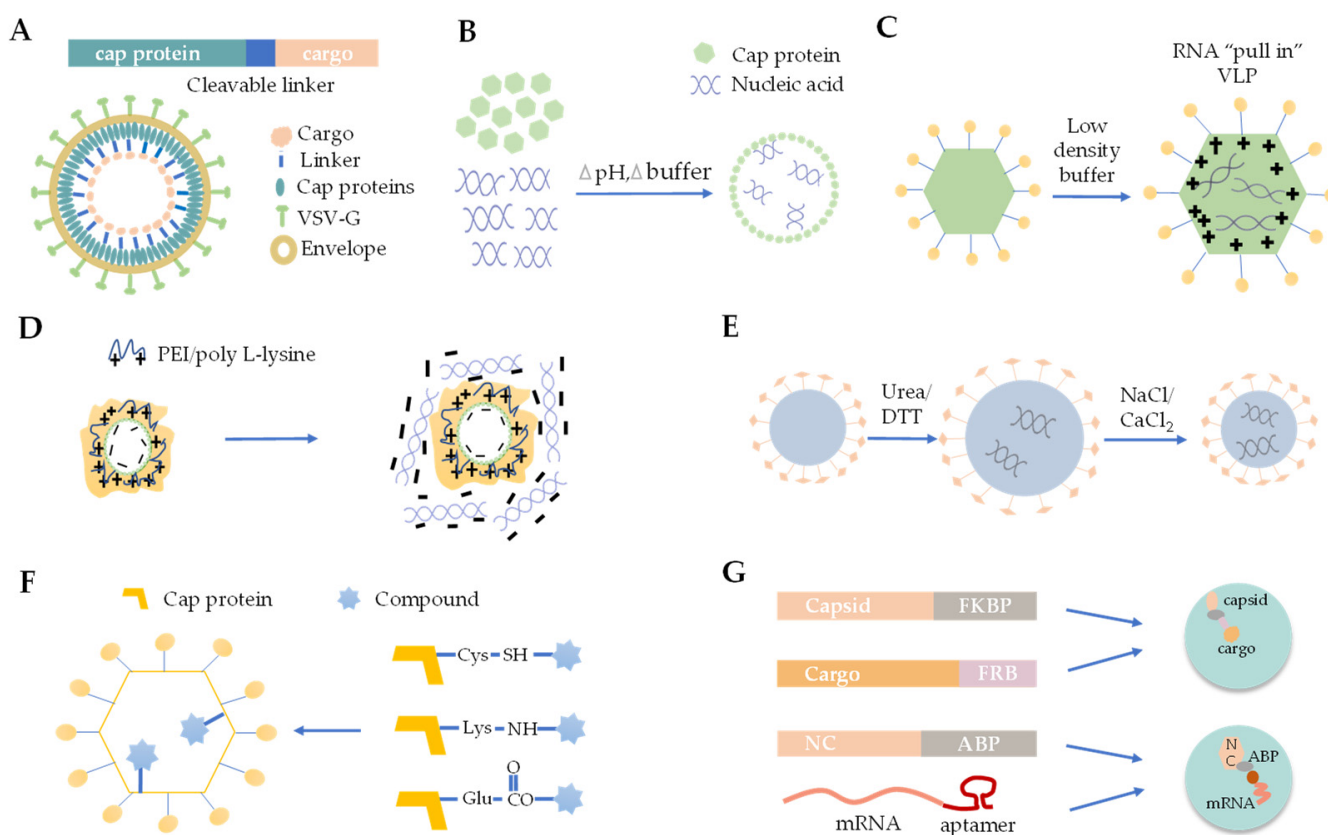 A
cap protein
cargo
Cleavable linker
Cargo
Linker
Cap proteins
VSV-G
Envelope
B
Cap protein
Nucleic acid
Δ pH,Δ buffer
C
Low
density
buffer
RNA “pull in”
VLP
D
PEI/poly L-lysine
E
Urea/
DTT
NaCl/
CaCl₂
F
Cap protein
Compound
Cys SH
Lys NH
O
Glu CO
G
Capsid FKBP
Cargo FRB
capsid
cargo
NC ABP
mRNA aptamer
N
C
ABP
mRNA